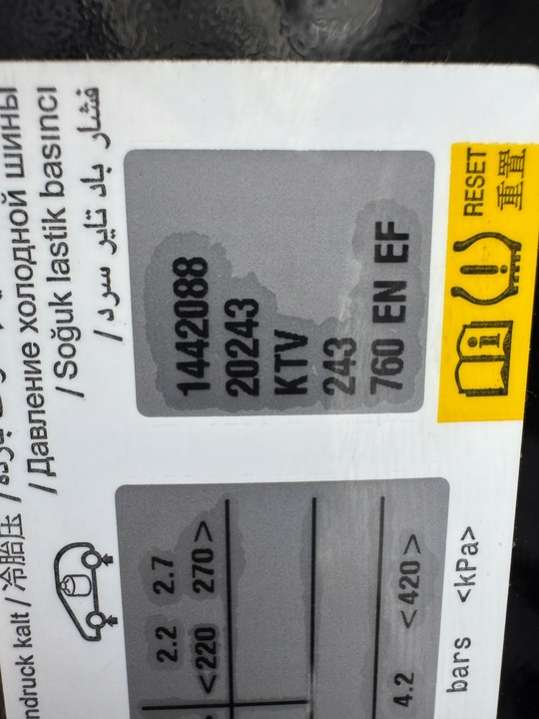 ndruck kalt / 冷胎压 /
/ Давление холодной шины
/ Soğuk lastik basıncı
/ فشار باد تایر سرد
1442088
20243
KTV
243
760 EN EF
RESET
重置
2.2 2.7
<220 270>
4.2 <420>
bars <kPa>